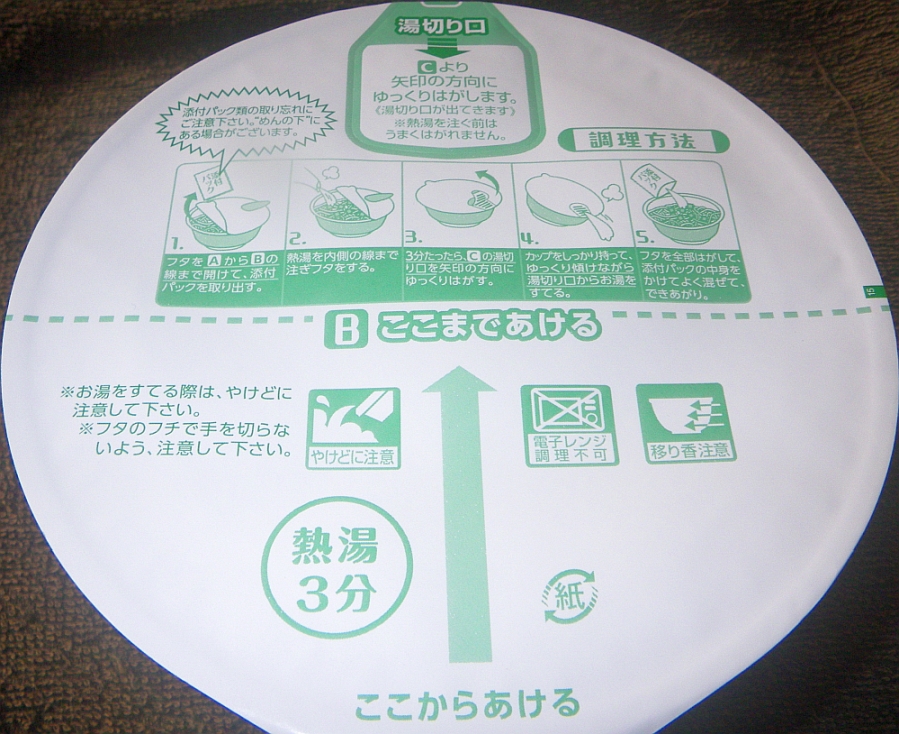 湯切り口
Cより
矢印の方向に
ゆっくりはがします。
《湯切り口が出てきます》
※熱湯を注ぐ前は
うまくはがれません。
添付パック類の取り忘れに
ご注意下さい。"めんの下"に
ある場合がございます。
調理方法
添付
パック
1.
フタをAからBの
線まで開けて、添付
パックを取り出す。
2.
熱湯を内側の線まで
注ぎフタをする。
3.
3分たったら、Cの湯切
り口を矢印の方向に
ゆっくりはがす。
4.
カップをしっかり持って、
ゆっくり傾けながら
湯切り口からお湯を
すてる。
添付
パック
5.
フタを全部はがして、
添付パックの中身を
かけてよく混ぜて、
できあがり。
15
B ここまであける
※お湯をすてる際は、やけどに
注意して下さい。
※フタのフチで手を切らな
いよう、注意して下さい。
やけどに注意
電子レンジ
調理不可
移り香注意
熱湯
3分
紙
ここからあける